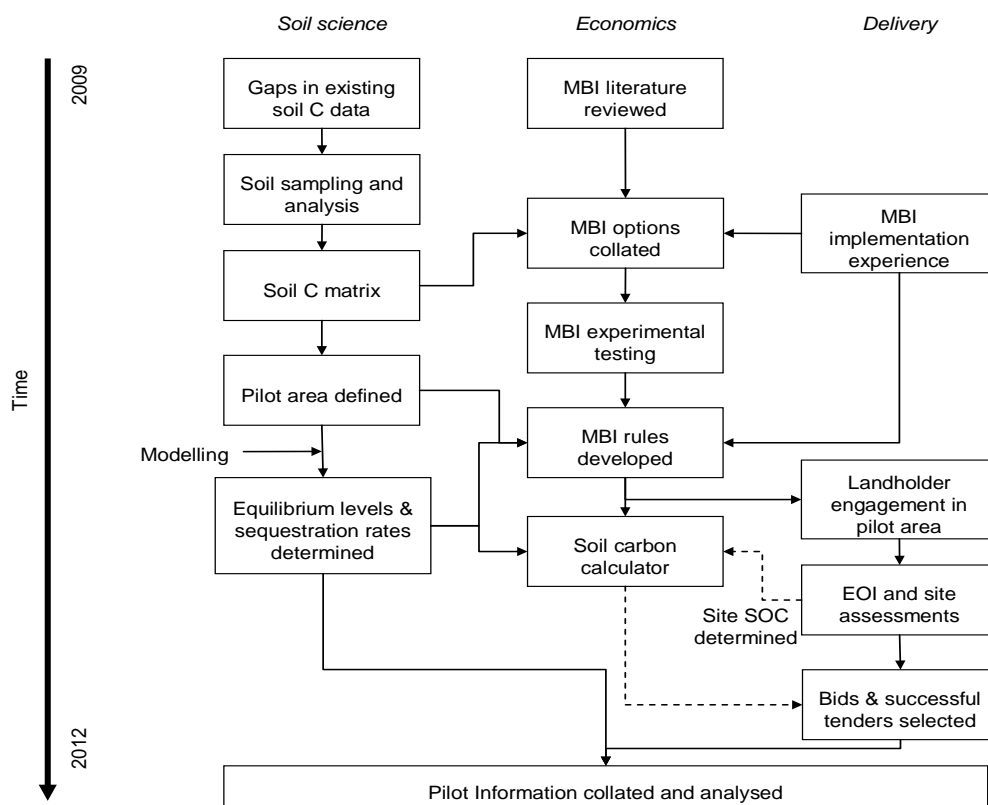 Soil science
Economics
Delivery
2009
Gaps in existing
soil C data
MBI literature
reviewed
Soil sampling and
analysis
MBI options
collated
MBI
implementation
experience
Soil C matrix
MBI experimental
testing
Time
Pilot area defined
MBI rules
developed
Modelling
Landholder
engagement in
pilot area
Equilibrium levels &
sequestration rates
determined
Soil carbon
calculator
EOI and site
assessments
Site SOC
determined
Bids & successful
tenders selected
2012
Pilot Information collated and analysed